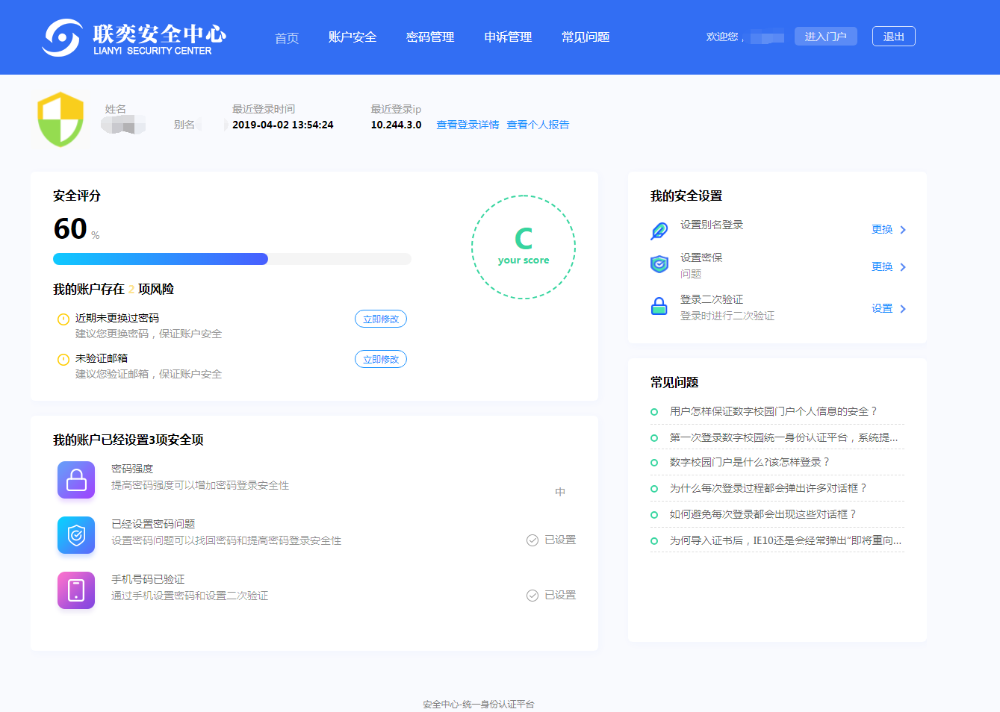 联奕安全中心
LIANYI SECURITY CENTER
首页 账户安全 密码管理 申诉管理 常见问题
欢迎您， 进入门户 退出
姓名 最近登录时间 最近登录ip
别名 2019-04-02 13:54:24 10.244.3.0 查看登录详情 查看个人报告
安全评分
60 %
C
your score
我的账户存在 2 项风险
近期未更换过密码
建议您更换密码，保证账户安全
立即修改
未验证邮箱
建议您验证邮箱，保证账户安全
立即修改
我的账户已经设置3项安全项
密码强度
提高密码强度可以增加密码登录安全性
中
已经设置密码问题
设置密码问题可以找回密码和提高密码登录安全性
已设置
手机号码已验证
通过手机设置密码和设置二次验证
已设置
我的安全设置
设置别名登录
更换
设置密保
问题
更换
登录二次验证
登录时进行二次验证
设置
常见问题
用户怎样保证数字校园门户个人信息的安全？
第一次登录数字校园统一身份认证平台，系统提...
数字校园门户是什么?该怎样登录？
为什么每次登录过程都会弹出许多对话框？
如何避免每次登录都会出现这些对话框？
为何导入证书后，IE10还是会经常弹出“即将重向...
安全中心-统一身份认证平台